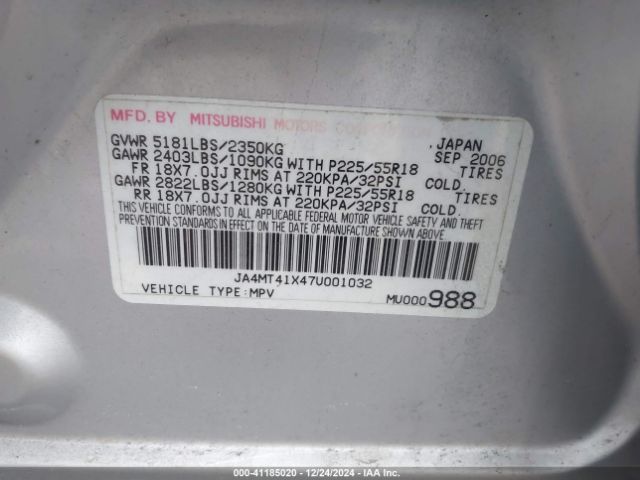 MFD. BY MITSUBISHI MOTORS CORPORATION JAPAN
GVWR 5181LBS/2350KG SEP 2006
GAWR 2403LBS/1090KG WITH P225/55R18 TIRES
FR 18X7.0JJ RIMS AT 220KPA/32PSI COLD.
GAWR 2822LBS/1280KG WITH P225/55R18 TIRES
RR 18X7.0JJ RIMS AT 220KPA/32PSI COLD.
THIS VEHICLE CONFORMS TO ALL APPLICABLE FEDERAL MOTOR VEHICLE SAFETY AND THEFT
PREVENTION STANDARDS IN EFFECT ON THE DATE OF MANUFACTURE SHOWN ABOVE.
JA4MT41X47U001032
VEHICLE TYPE:MPV MU000988
000-41185020 - 12/24/2024 - IAA Inc.